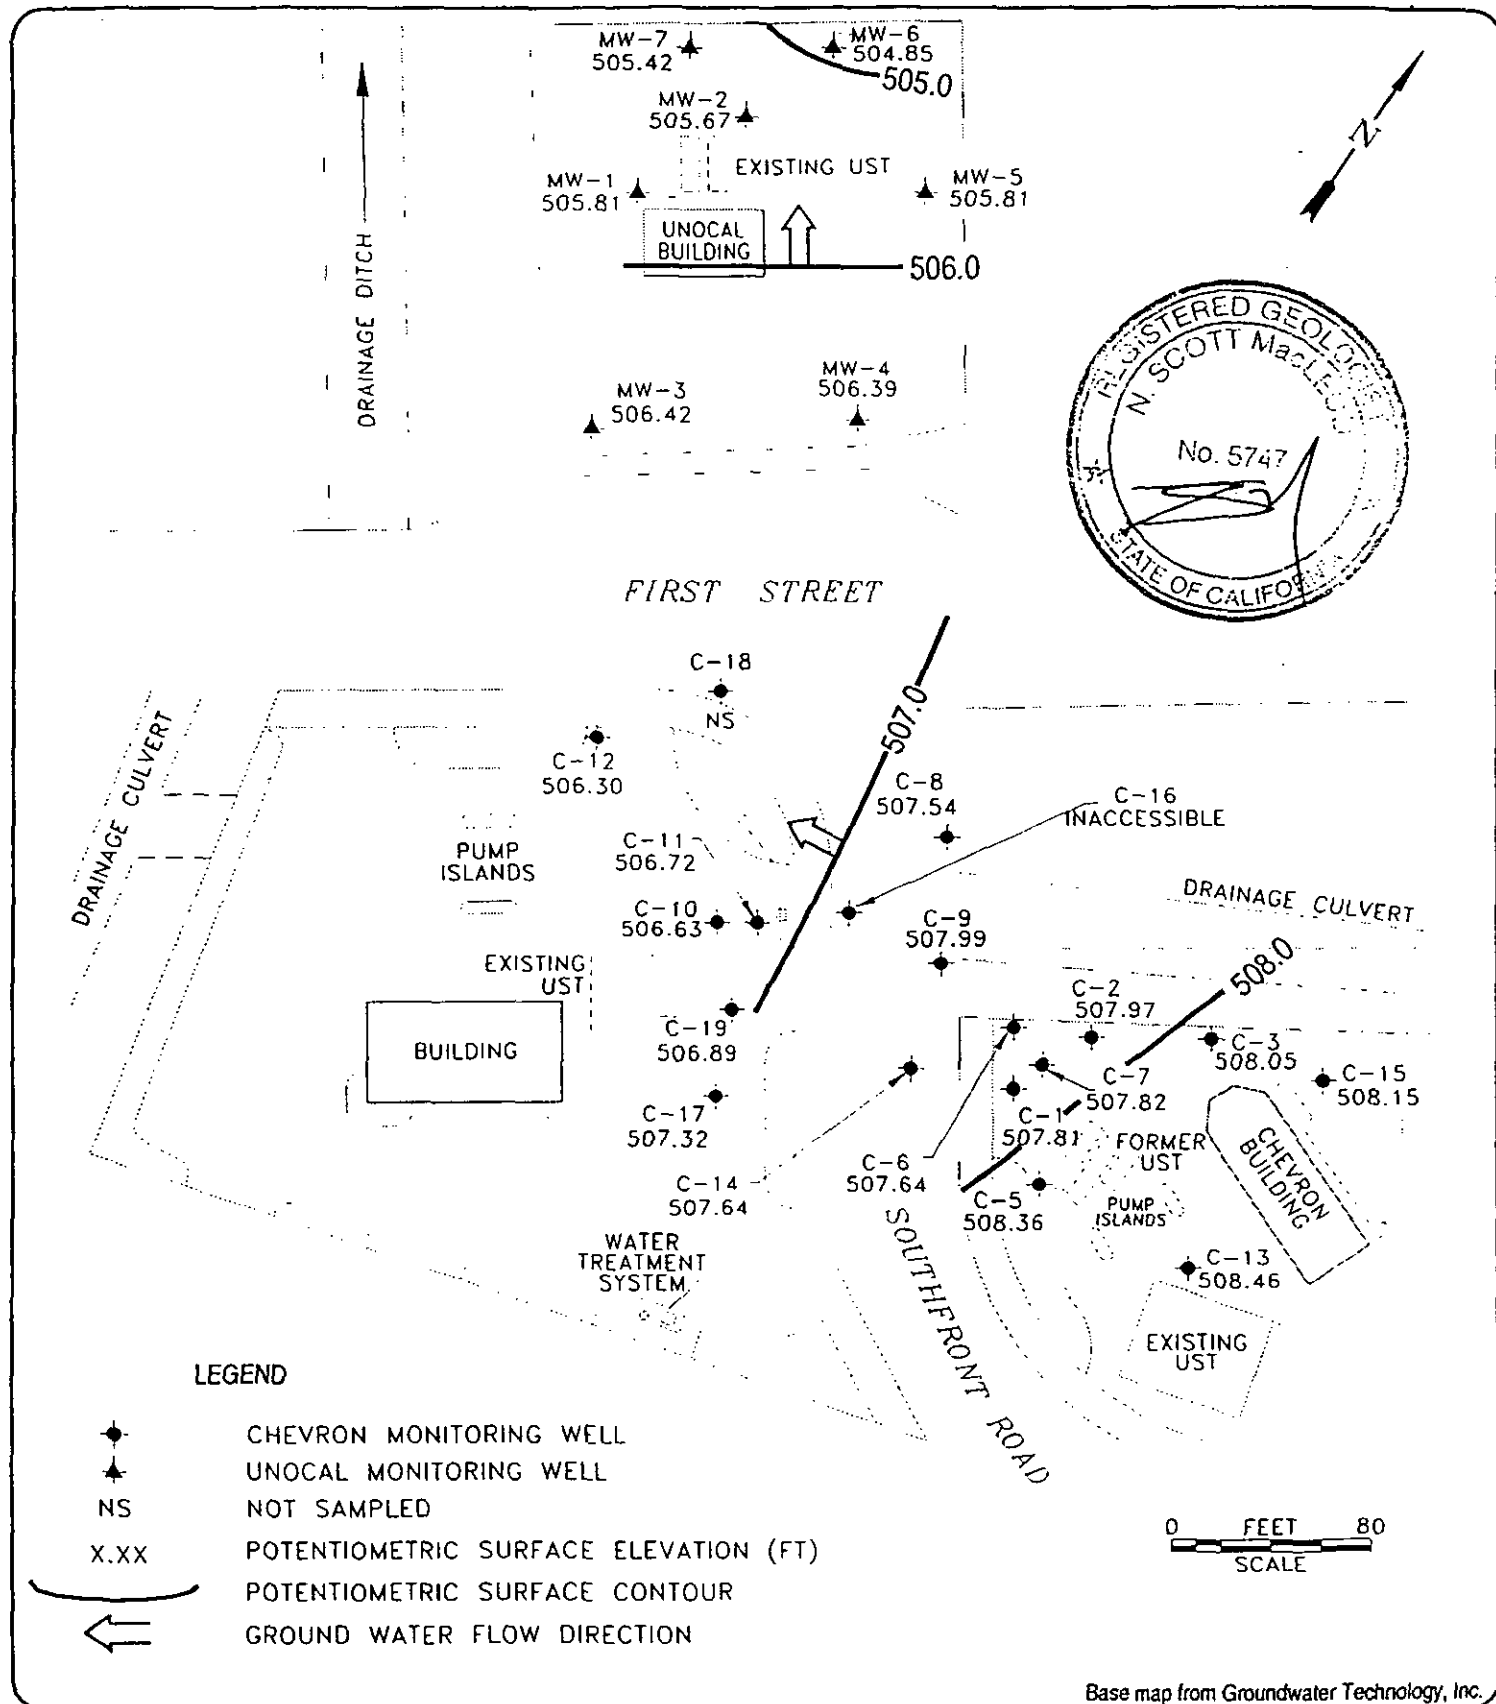 MW-7
505.42
MW-6
504.85
505.0
MW-2
505.67
EXISTING UST
MW-1
505.81
MW-5
505.81
UNOCAL
BUILDING
506.0
N
DRAINAGE DITCH
MW-3
506.42
MW-4
506.39
REGISTERED GEOLOGIST
N. SCOTT MacLEOD
No. 5747
STATE OF CALIFORNIA
FIRST STREET
C-18
NS
507.0
DRAINAGE CULVERT
C-12
506.30
C-8
507.54
C-16
INACCESSIBLE
C-11
506.72
PUMP
ISLANDS
C-10
506.63
C-9
507.99
DRAINAGE CULVERT
EXISTING
UST
508.0
C-2
507.97
C-19
506.89
BUILDING
C-3
508.05
C-7
507.82
C-15
508.15
C-17
507.32
C-1
507.81
FORMER
UST
CHEVRON
BUILDING
C-14
507.64
C-6
507.64
C-5
508.36
PUMP
ISLANDS
SOUTHFRONT ROAD
WATER
TREATMENT
SYSTEM
C-13
508.46
EXISTING
UST
LEGEND
CHEVRON MONITORING WELL
UNOCAL MONITORING WELL
NS NOT SAMPLED
X.XX POTENTIOMETRIC SURFACE ELEVATION (FT)
POTENTIOMETRIC SURFACE CONTOUR
GROUND WATER FLOW DIRECTION
0 FEET 80
SCALE
Base map from Groundwater Technology, Inc.